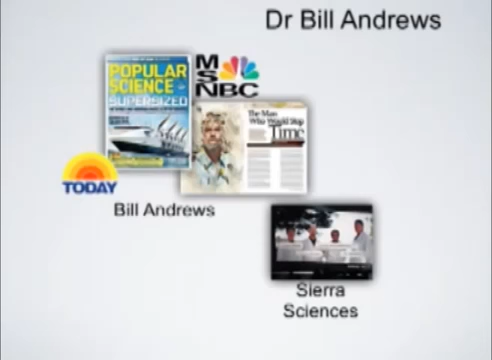 Dr Bill Andrews
POPULAR
SCIENCE
SUPERSIZED
MSNBC
The Man
Who Would Stop
Time
TODAY
Bill Andrews
Sierra
Sciences